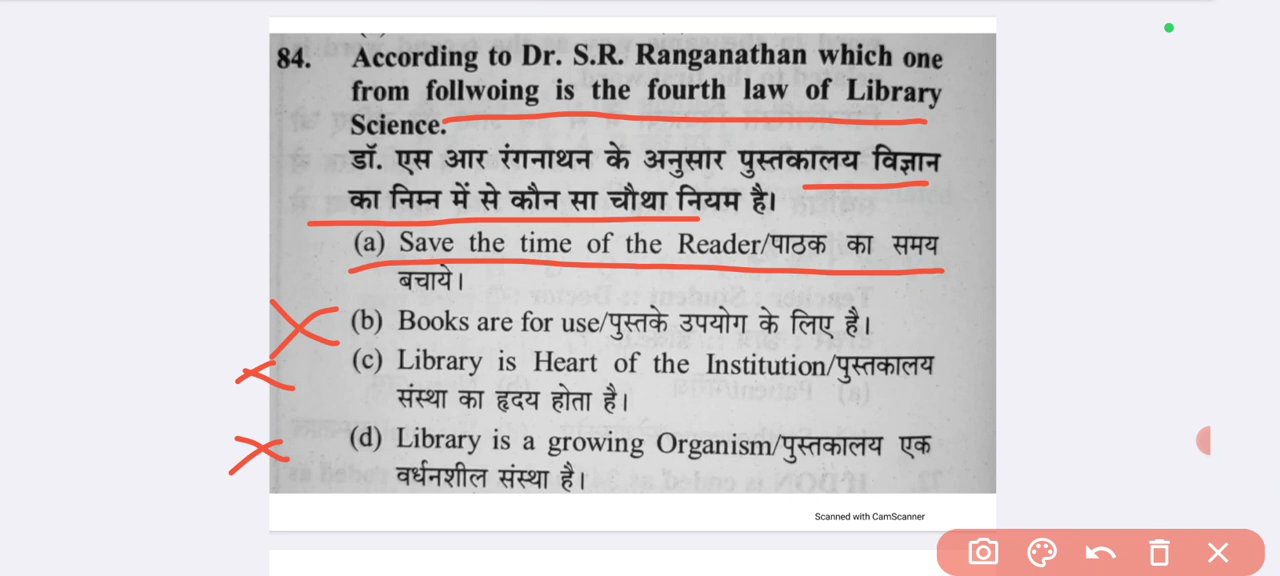 84. According to Dr. S.R. Ranganathan which one
from follwoing is the fourth law of Library
Science.
डॉ. एस आर रंगनाथन के अनुसार पुस्तकालय विज्ञान
का निम्न में से कौन सा चौथा नियम है।
(a) Save the time of the Reader/पाठक का समय
बचाये।
(b) Books are for use/पुस्तके उपयोग के लिए है।
(c) Library is Heart of the Institution/पुस्तकालय
संस्था का हृदय होता है।
(d) Library is a growing Organism/पुस्तकालय एक
वर्धनशील संस्था है।
Scanned with CamScanner